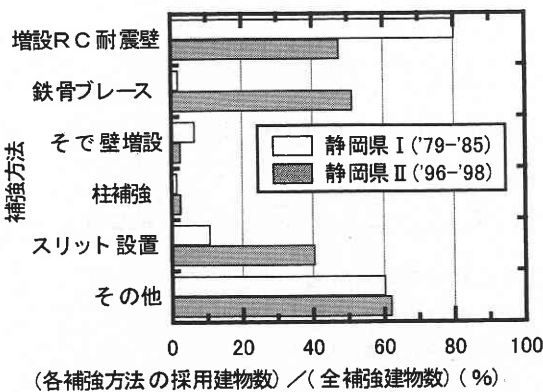 補強方法
増設RC耐震壁
鉄骨ブレース
そで壁増設
柱補強
スリット設置
その他
静岡県Ⅰ('79-'85)
静岡県Ⅱ('96-'98)
0 20 40 60 80 100
(各補強方法の採用建物数)/(全補強建物数)(%)